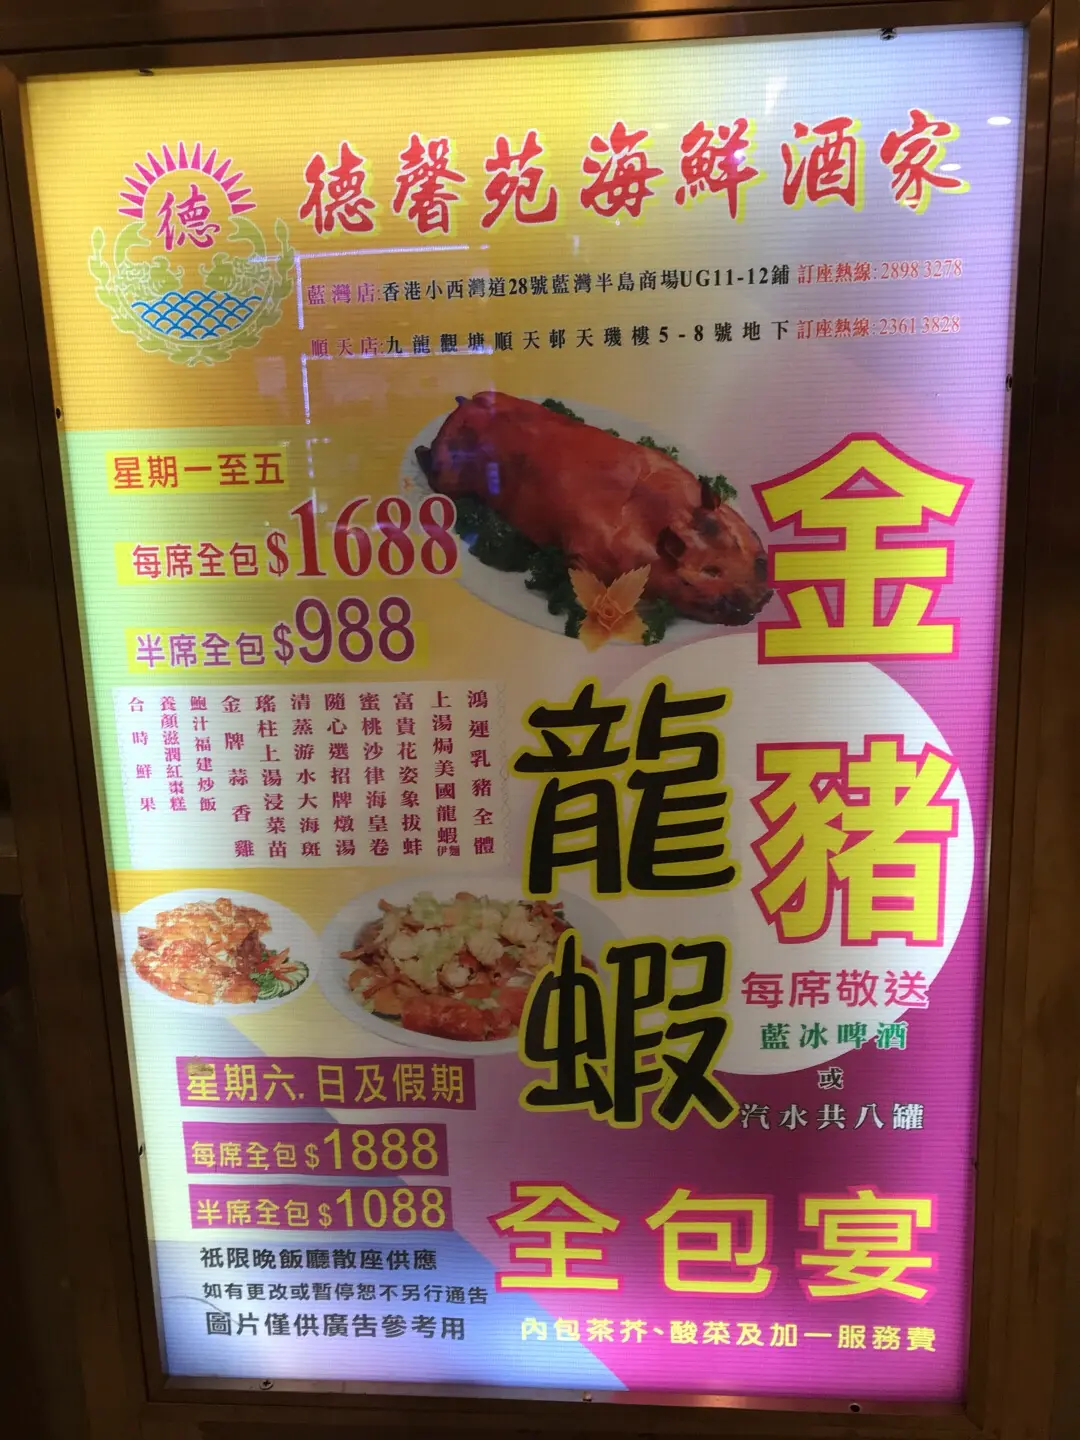 德
德馨苑海鮮酒家
藍灣店:香港小西灣道28號藍灣半島商場UG11-12鋪 訂座熱線:2898 3278
順天店:九龍觀塘順天邨天璣樓5-8號地下 訂座熱線:2361 3828
星期一至五
每席全包$1688
半席全包$988
金豬
龍蝦
鴻運乳豬全體
上湯焗美國龍蝦伊麵
富貴花姿象拔蚌
蜜桃沙律海皇卷
隨心選招牌燉湯
清蒸游水大海斑
瑤柱上湯浸菜苗
金牌蒜香雞
鮑汁福建炒飯
養顏滋潤紅棗糕
合時鮮果
每席敬送
藍冰啤酒
或
汽水共八罐
星期六.日及假期
每席全包$1888
半席全包$1088
全包宴
祇限晚飯廳散座供應
如有更改或暫停恕不另行通告
圖片僅供廣告參考用
內包茶芥、酸菜及加一服務費